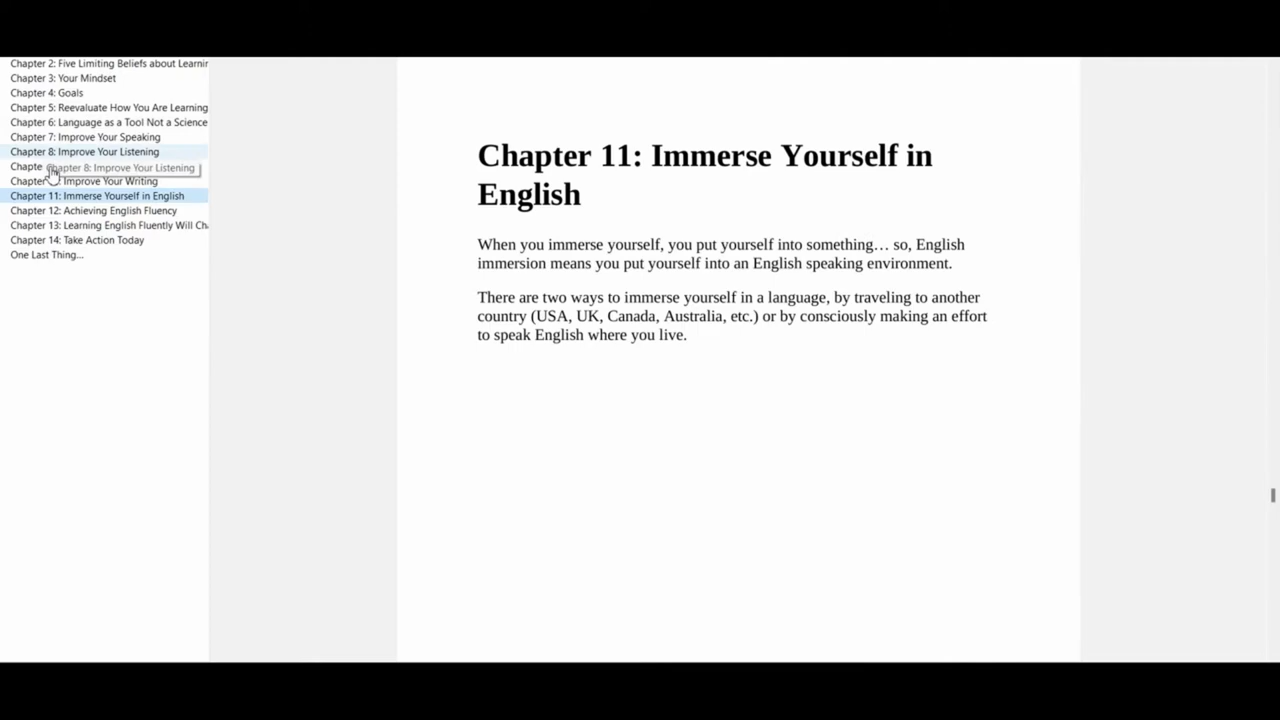 Chapter 2: Five Limiting Beliefs about Learnin
Chapter 3: Your Mindset
Chapter 4: Goals
Chapter 5: Reevaluate How You Are Learning
Chapter 6: Language as a Tool Not a Science
Chapter 7: Improve Your Speaking
Chapter 8: Improve Your Listening
Chapte
Chapter 8: Improve Your Listening
Chapter Improve Your Writing
Chapter 11: Immerse Yourself in English
Chapter 12: Achieving English Fluency
Chapter 13: Learning English Fluently Will Ch
Chapter 14: Take Action Today
One Last Thing...
Chapter 11: Immerse Yourself in
English
When you immerse yourself, you put yourself into something… so, English
immersion means you put yourself into an English speaking environment.
There are two ways to immerse yourself in a language, by traveling to another
country (USA, UK, Canada, Australia, etc.) or by consciously making an effort
to speak English where you live.